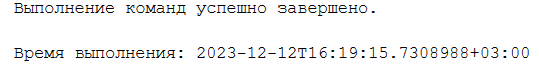 Выполнение команд успешно завершено.
Время выполнения: 2023-12-12T16:19:15.7308988+03:00